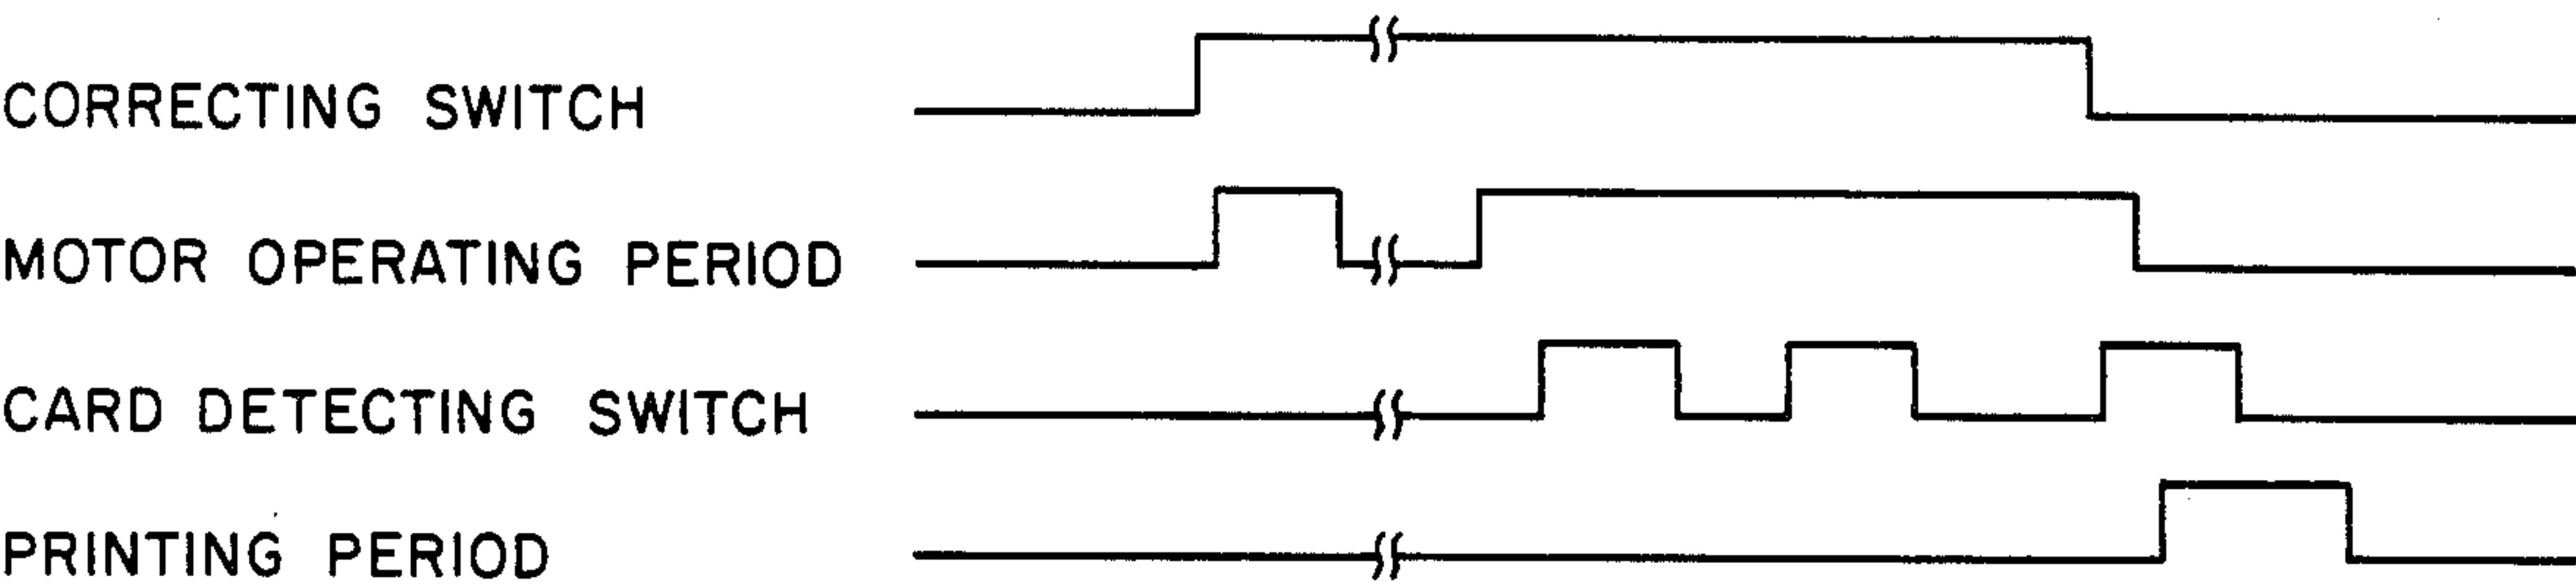 CORRECTING SWITCH
MOTOR OPERATING PERIOD
CARD DETECTING SWITCH
PRINTING PERIOD